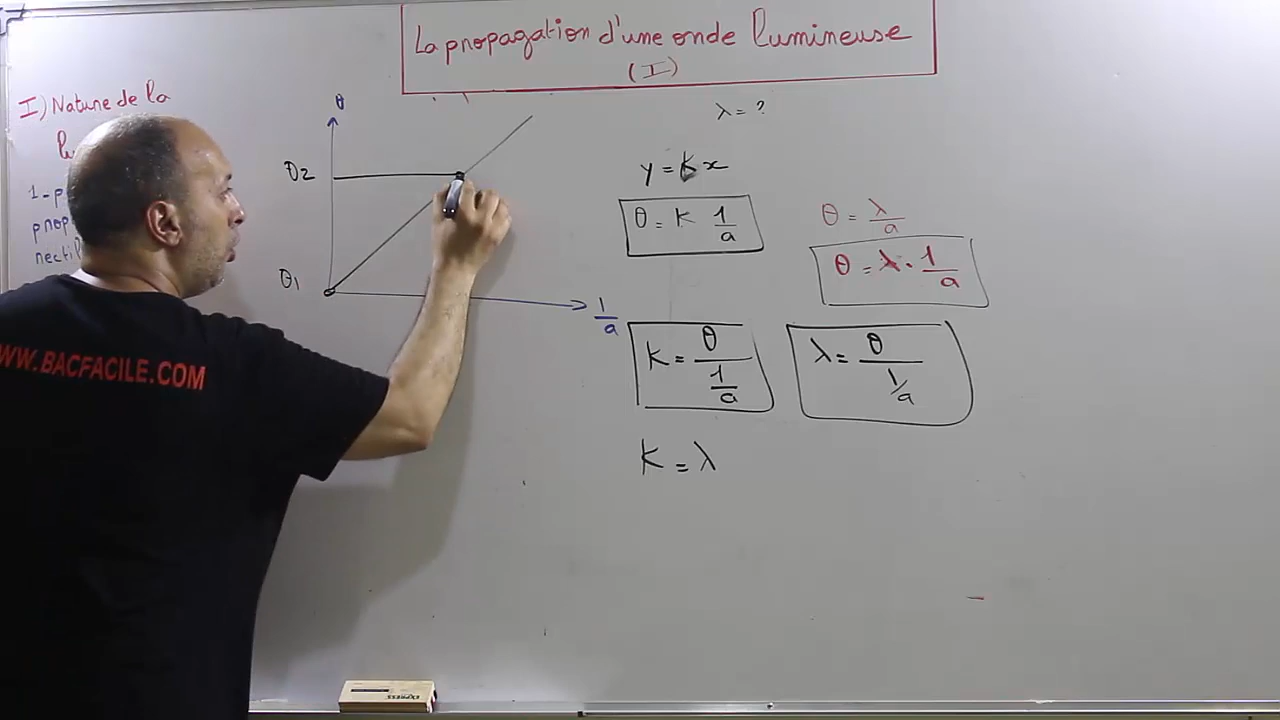 La propagation d'une onde lumineuse
(I)
I) Nature de la
1-
rectil
θ
θ2
θ1
1/a
λ = ?
y = K x
θ = K 1/a
θ = λ/a
θ = λ · 1/a
K = θ / (1/a)
λ = θ / (1/a)
K = λ
WWW.BACFACILE.COM
EXPRESS